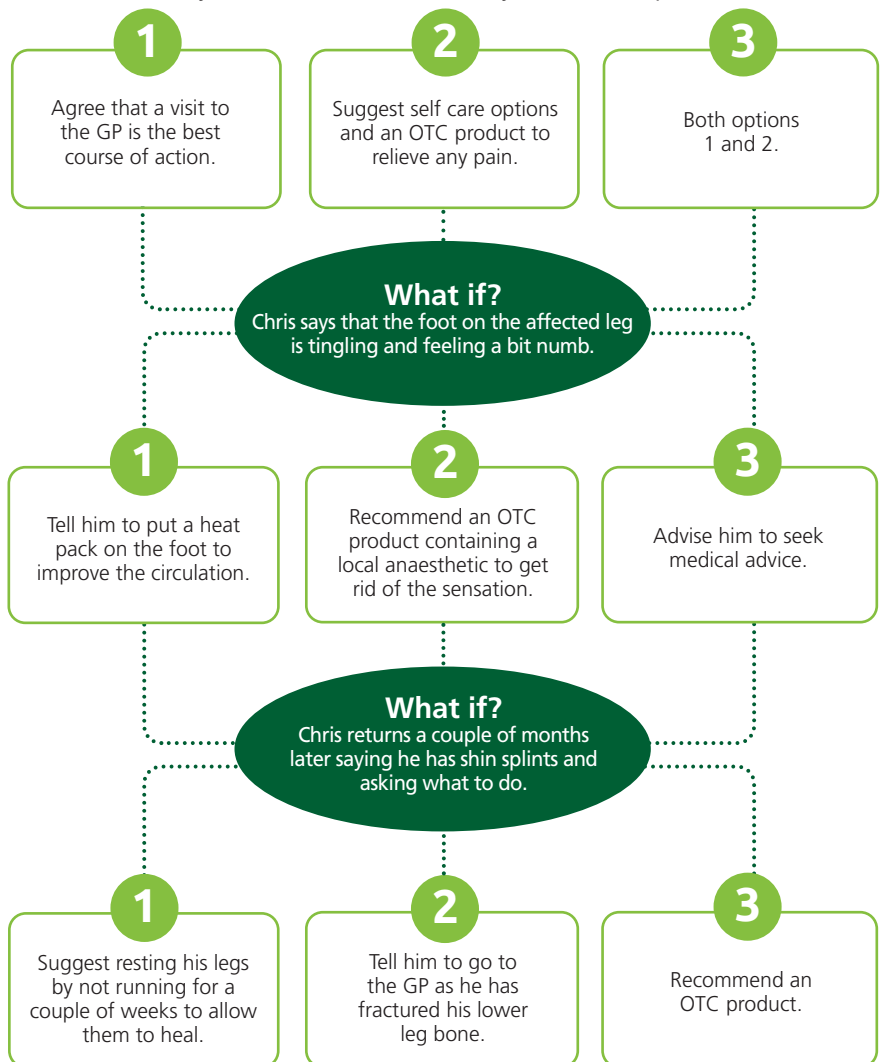 1
Agree that a visit to
the GP is the best
course of action.
2
Suggest self care options
and an OTC product to
relieve any pain.
3
Both options
1 and 2.
What if?
Chris says that the foot on the affected leg
is tingling and feeling a bit numb.
1
Tell him to put a heat
pack on the foot to
improve the circulation.
2
Recommend an OTC
product containing a
local anaesthetic to get
rid of the sensation.
3
Advise him to seek
medical advice.
What if?
Chris returns a couple of months
later saying he has shin splints and
asking what to do.
1
Suggest resting his legs
by not running for a
couple of weeks to allow
them to heal.
2
Tell him to go to
the GP as he has
fractured his lower
leg bone.
3
Recommend an
OTC product.